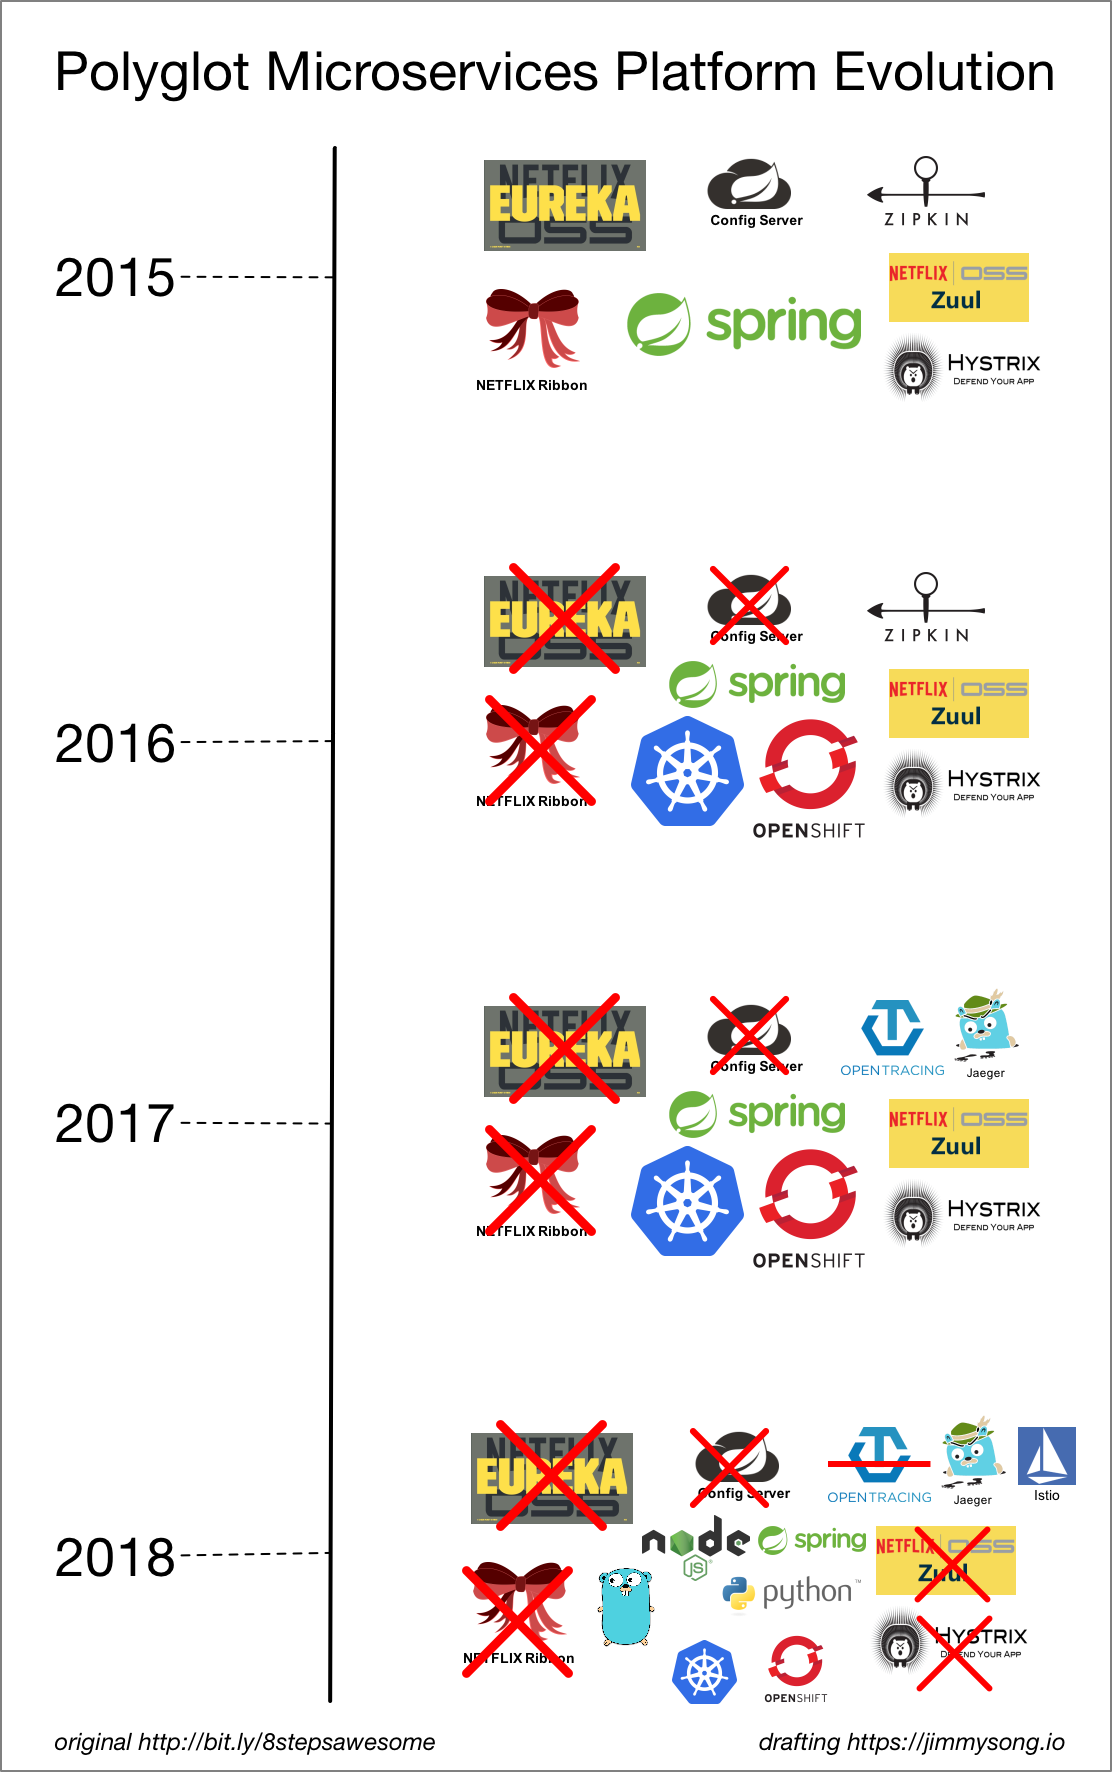 Polyglot Microservices Platform Evolution
2015
NETFLIX
EUREKA
OSS
Config Server
ZIPKIN
NETFLIX OSS
Zuul
NETFLIX Ribbon
spring
HYSTRIX
DEFEND YOUR APP
2016
NETFLIX
EUREKA
OSS
Config Server
ZIPKIN
spring
NETFLIX OSS
Zuul
NETFLIX Ribbon
OPENSHIFT
HYSTRIX
DEFEND YOUR APP
2017
NETFLIX
EUREKA
OSS
Config Server
OPENTRACING
Jaeger
spring
NETFLIX OSS
Zuul
NETFLIX Ribbon
OPENSHIFT
HYSTRIX
DEFEND YOUR APP
2018
NETFLIX
EUREKA
OSS
Config Server
OPENTRACING
Jaeger
Istio
node
JS
spring
NETFLIX OSS
Zuul
python™
NETFLIX Ribbon
HYSTRIX
DEFEND YOUR APP
OPENSHIFT
original http://bit.ly/8stepsawesome
drafting https://jimmysong.io